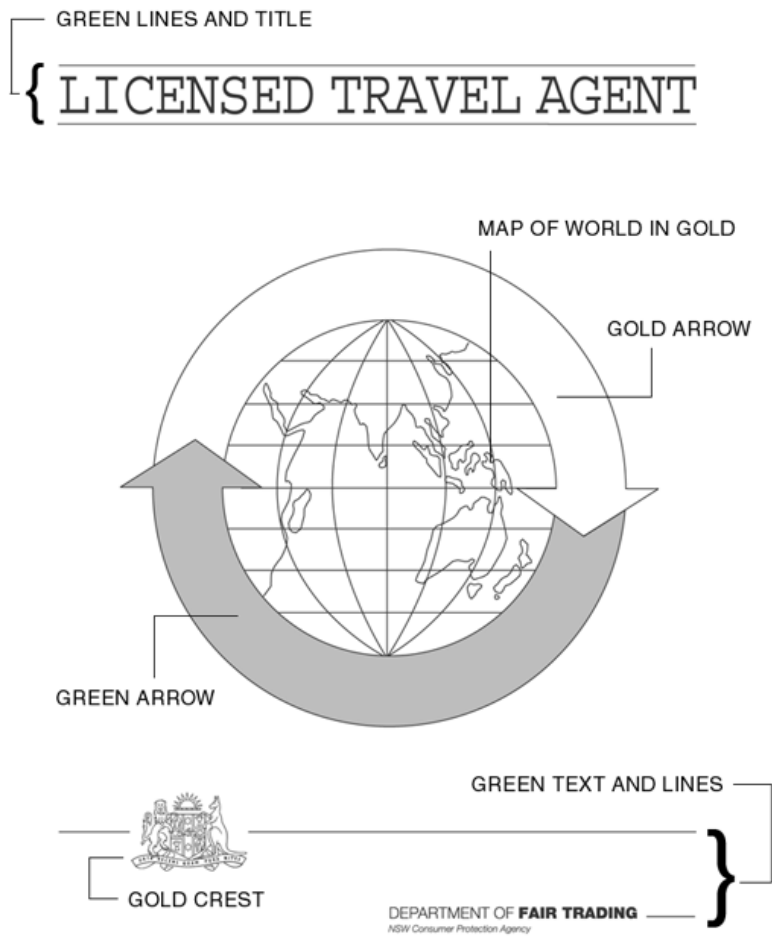 GREEN LINES AND TITLE
LICENSED TRAVEL AGENT
MAP OF WORLD IN GOLD
GOLD ARROW
GREEN ARROW
GREEN TEXT AND LINES
GOLD CREST
DEPARTMENT OF FAIR TRADING
NSW Consumer Protection Agency